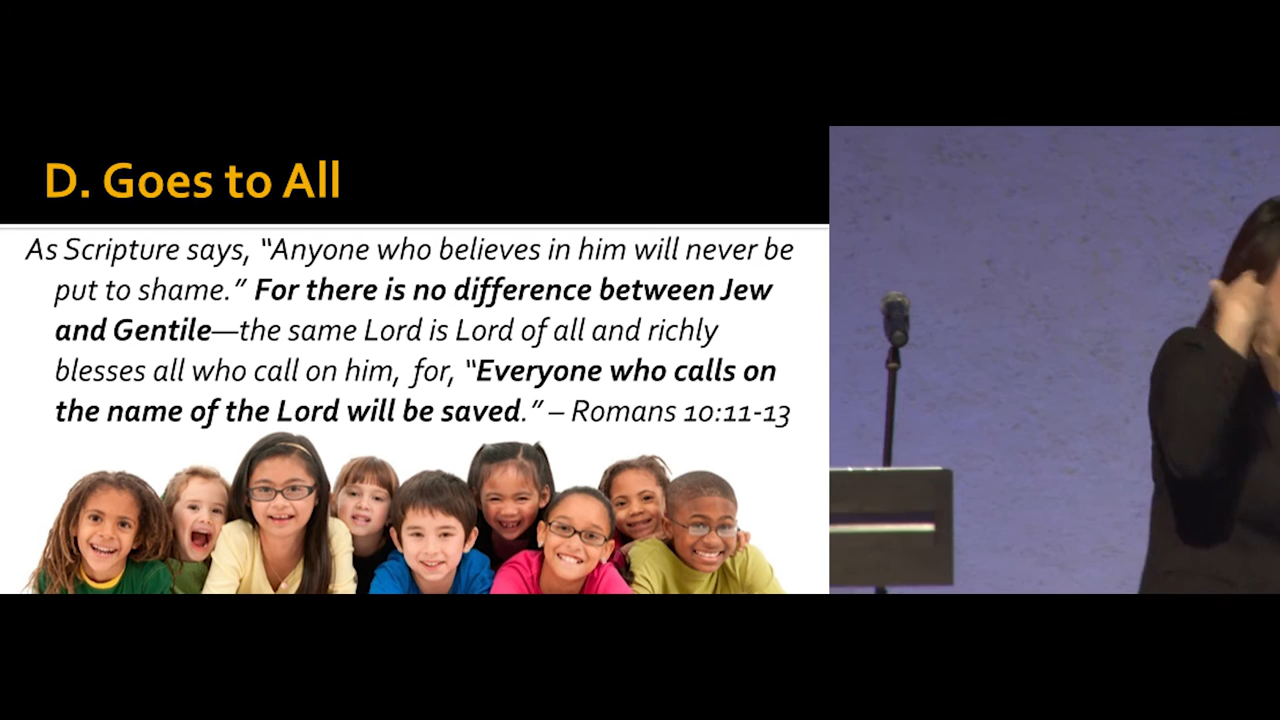 D. Goes to All
As Scripture says, “Anyone who believes in him will never be
put to shame.” For there is no difference between Jew
and Gentile—the same Lord is Lord of all and richly
blesses all who call on him, for, “Everyone who calls on
the name of the Lord will be saved.” – Romans 10:11-13